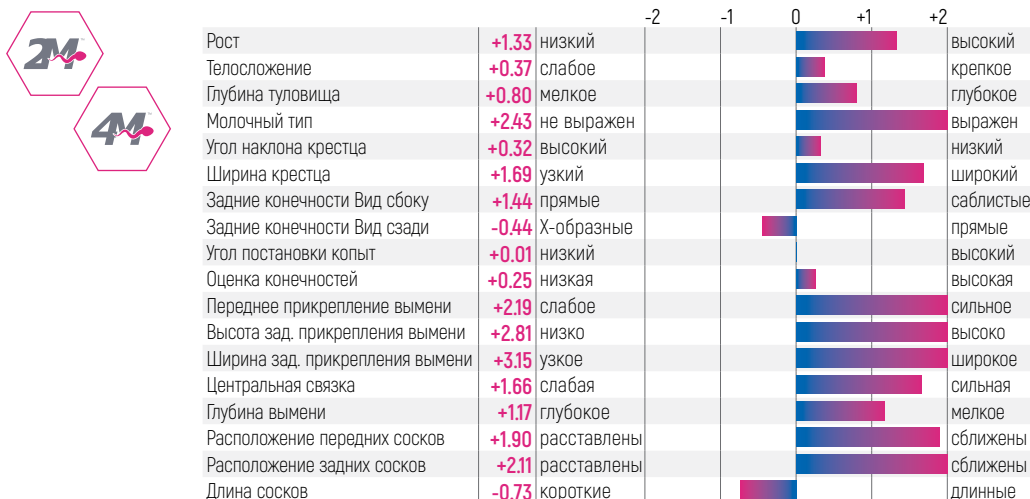 2M™
4M™
-2 -1 0 +1 +2
Рост +1.33 низкий высокий
Телосложение +0.37 слабое крепкое
Глубина туловища +0.80 мелкое глубокое
Молочный тип +2.43 не выражен выражен
Угол наклона крестца +0.32 высокий низкий
Ширина крестца +1.69 узкий широкий
Задние конечности Вид сбоку +1.44 прямые саблистые
Задние конечности Вид сзади -0.44 Х-образные прямые
Угол постановки копыт +0.01 низкий высокий
Оценка конечностей +0.25 низкая высокая
Переднее прикрепление вымени +2.19 слабое сильное
Высота зад. прикрепления вымени +2.81 низко высоко
Ширина зад. прикрепления вымени +3.15 узкое широкое
Центральная связка +1.66 слабая сильная
Глубина вымени +1.17 глубокое мелкое
Расположение передних сосков +1.90 расставлены сближены
Расположение задних сосков +2.11 расставлены сближены
Длина сосков -0.73 короткие длинные